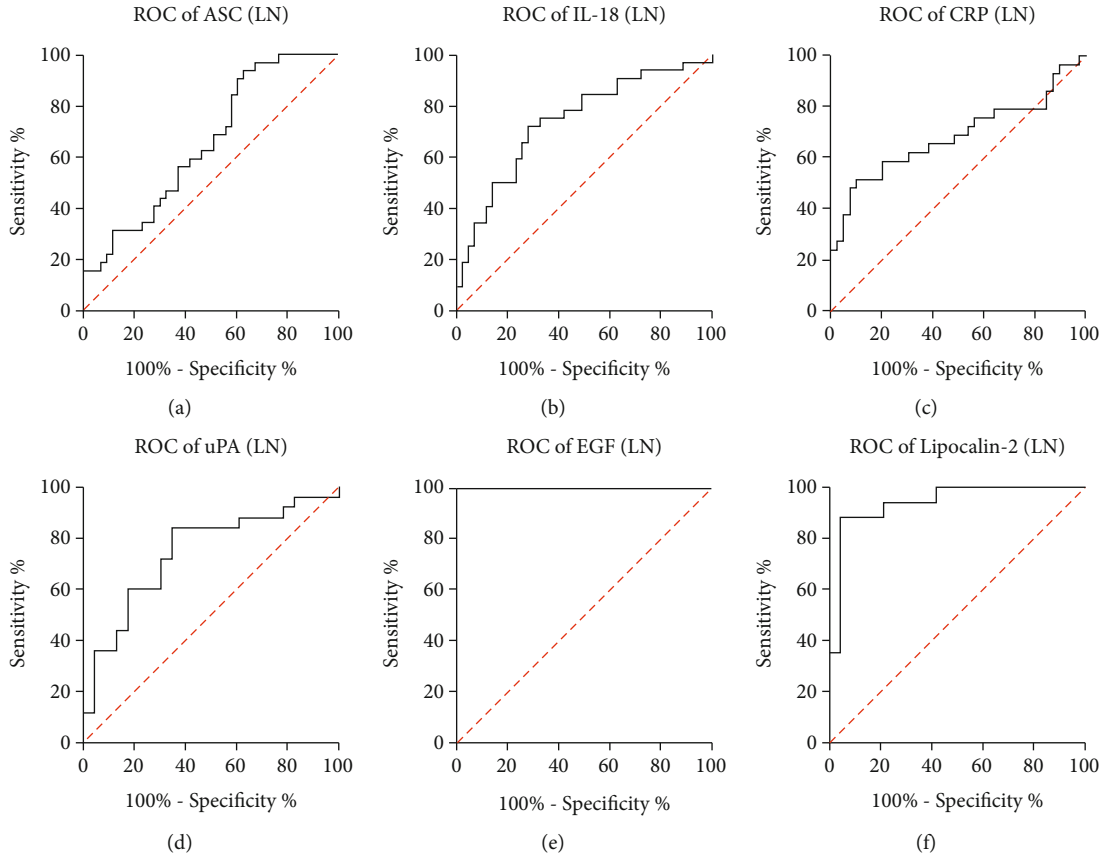 ROC of ASC (LN)
Sensitivity %
100
80
60
40
20
0
0 20 40 60 80 100
100% - Specificity %
(a)
ROC of IL-18 (LN)
Sensitivity %
100
80
60
40
20
0
0 20 40 60 80 100
100% - Specificity %
(b)
ROC of CRP (LN)
Sensitivity %
100
80
60
40
20
0
0 20 40 60 80 100
100% - Specificity %
(c)
ROC of uPA (LN)
Sensitivity %
100
80
60
40
20
0
0 20 40 60 80 100
100% - Specificity %
(d)
ROC of EGF (LN)
Sensitivity %
100
80
60
40
20
0
0 20 40 60 80 100
100% - Specificity %
(e)
ROC of Lipocalin-2 (LN)
Sensitivity %
100
80
60
40
20
0
0 20 40 60 80 100
100% - Specificity %
(f)